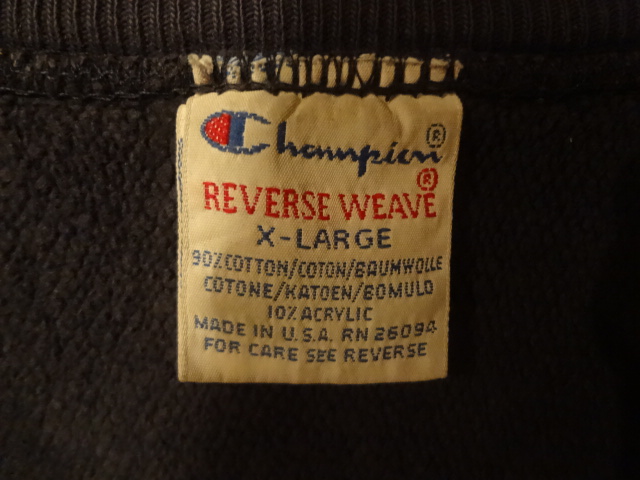 Champion®
REVERSE WEAVE®
X-LARGE
90% COTTON/COTON/BAUMWOLLE
COTONE/KATOEN/BOMULD
10% ACRYLIC
MADE IN U.S.A. RN 26094
FOR CARE SEE REVERSE